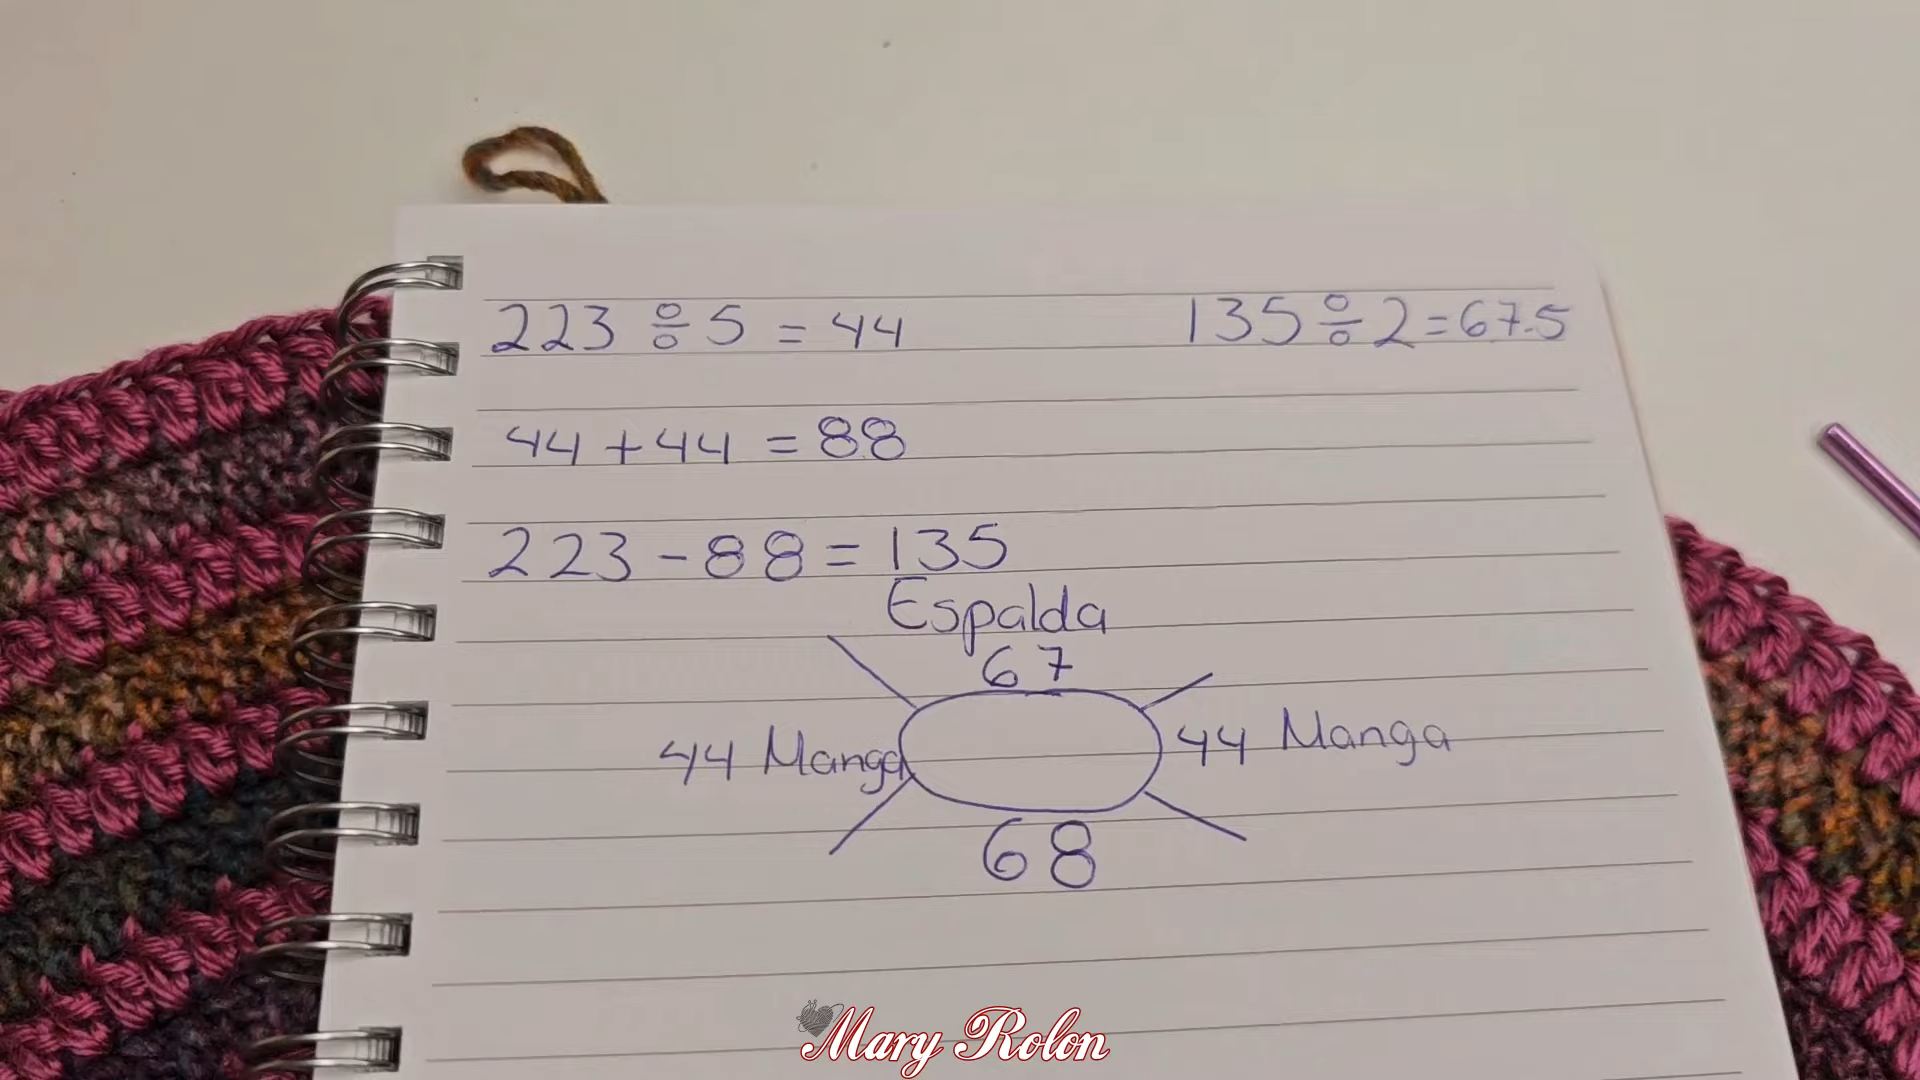 223 ÷ 5 = 44
135 ÷ 2 = 67.5
44 + 44 = 88
223 - 88 = 135
Espalda
67
44 Manga
44 Manga
68
Mary Rolon